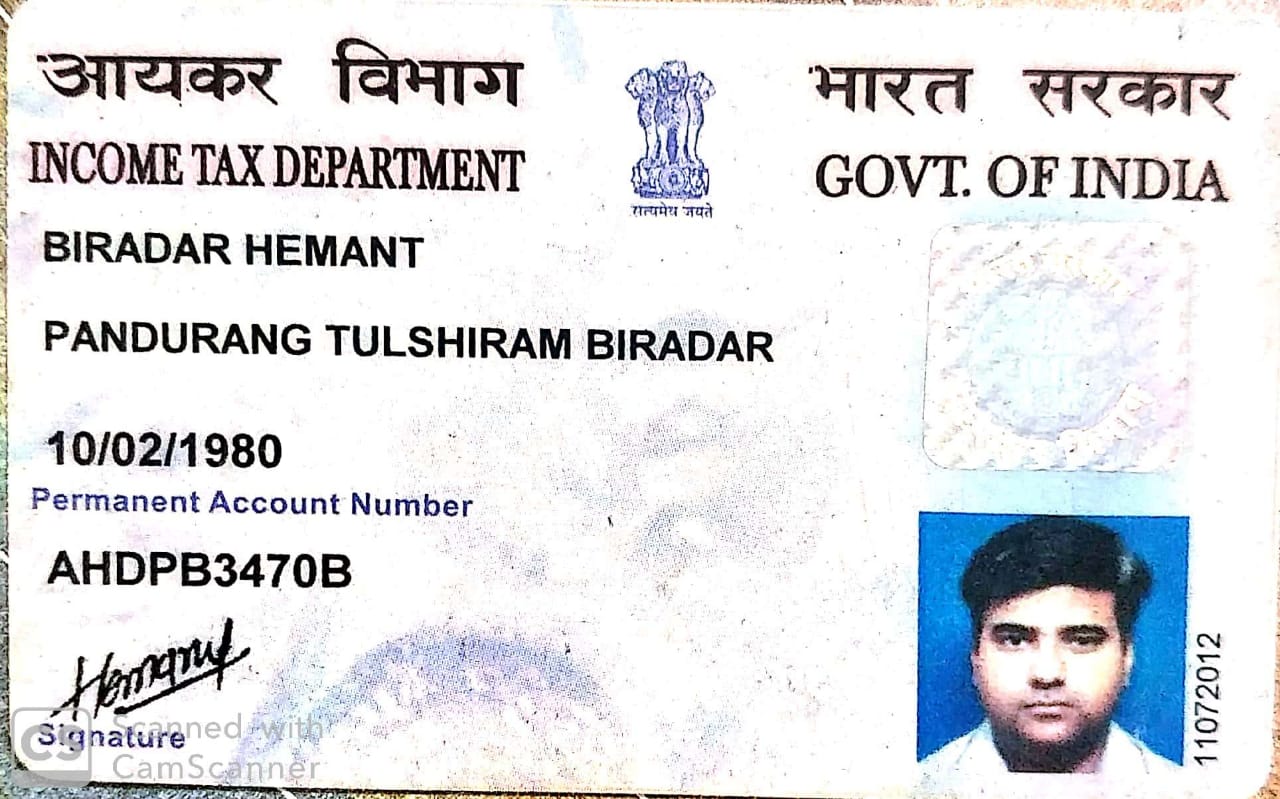 आयकर विभाग
INCOME TAX DEPARTMENT
सत्यमेव जयते
भारत सरकार
GOVT. OF INDIA
BIRADAR HEMANT
PANDURANG TULSHIRAM BIRADAR
10/02/1980
Permanent Account Number
AHDPB3470B
Hemant
Signature
11072012
CS
Scanned with
CamScanner